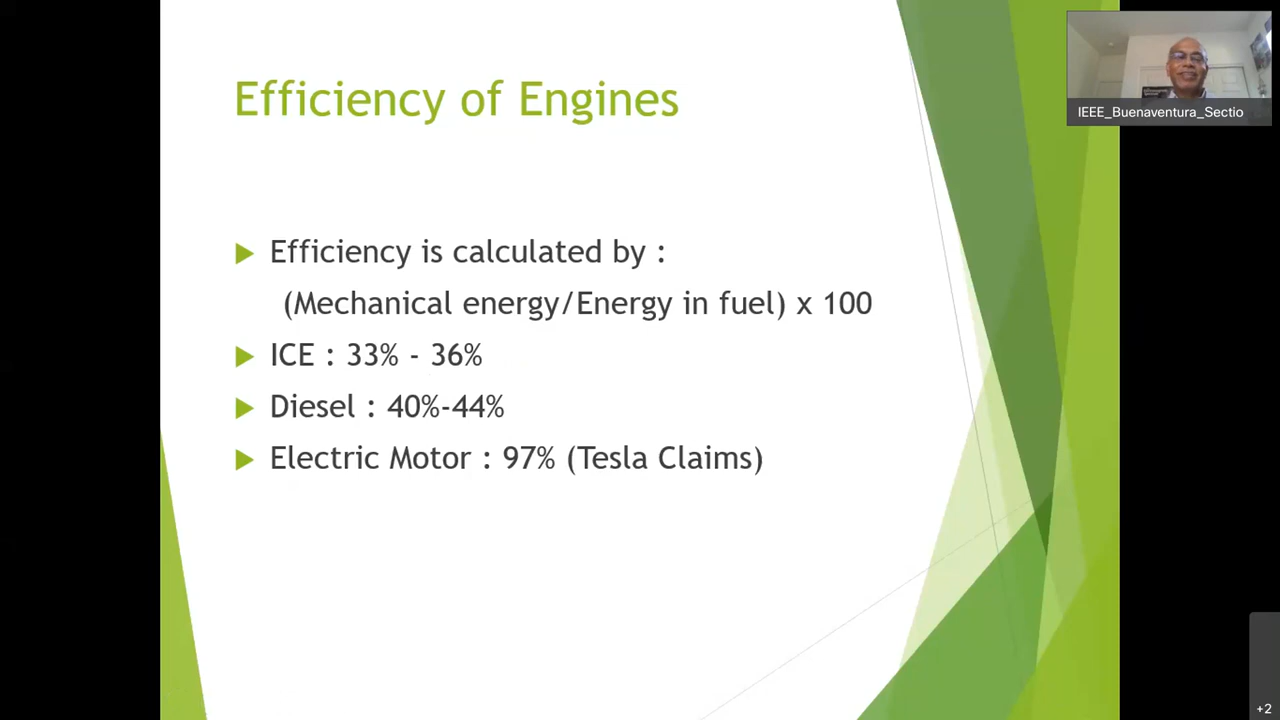 Efficiency of Engines
IEEE_Buenaventura_Sectio
Efficiency is calculated by :
(Mechanical energy/Energy in fuel) x 100
ICE : 33% - 36%
Diesel : 40%-44%
Electric Motor : 97% (Tesla Claims)
+2